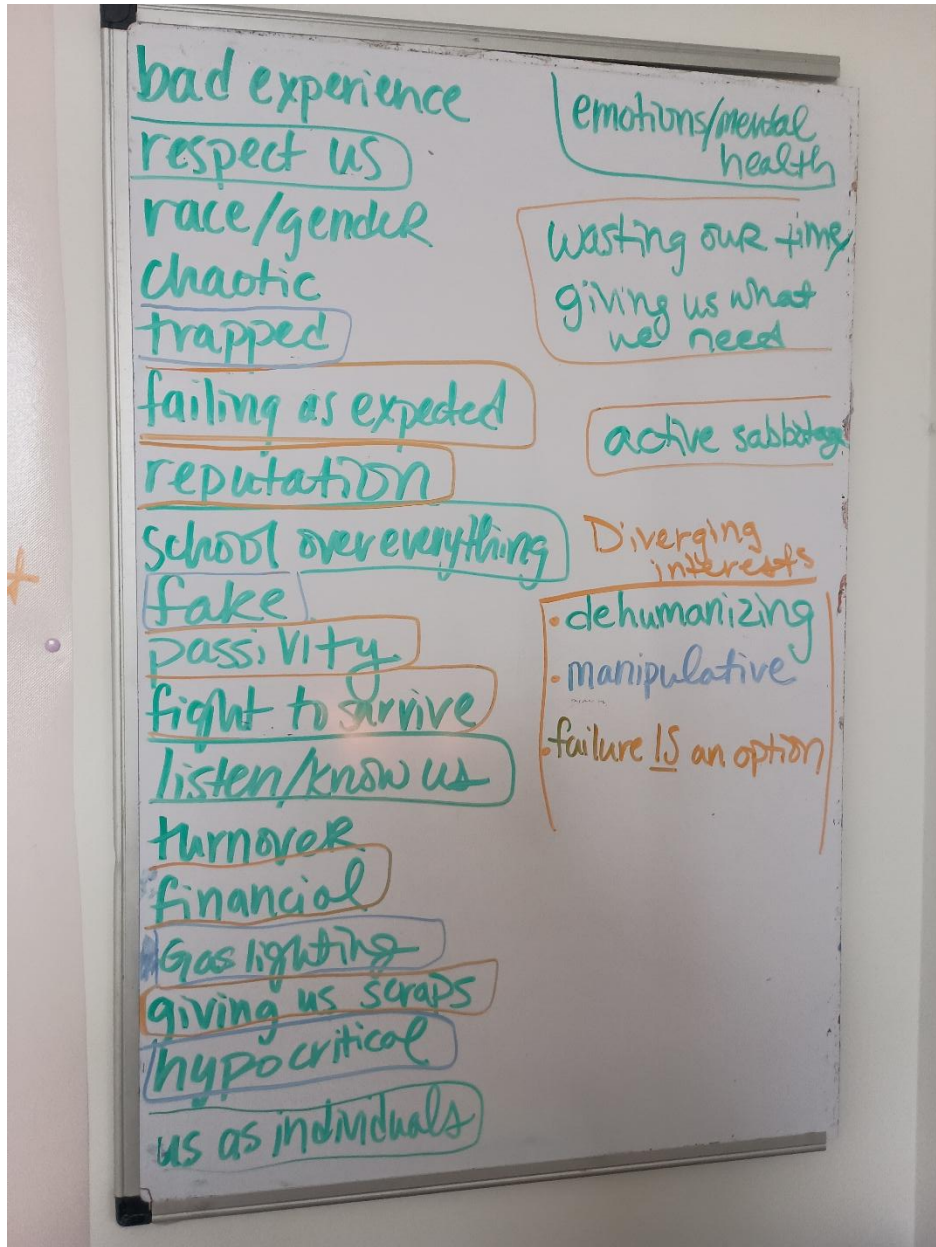 bad experience
respect us
race/gender
chaotic
trapped
failing as expected
reputation
school over everything
fake
passivity
fight to survive
listen/know us
turnover
financial
Gaslighting
giving us scraps
hypocritical
us as individuals
emotions/mental
health
wasting our time
giving us what
we need
active sabbotage
Diverging
interests
• dehumanizing
• manipulative
• failure IS an option